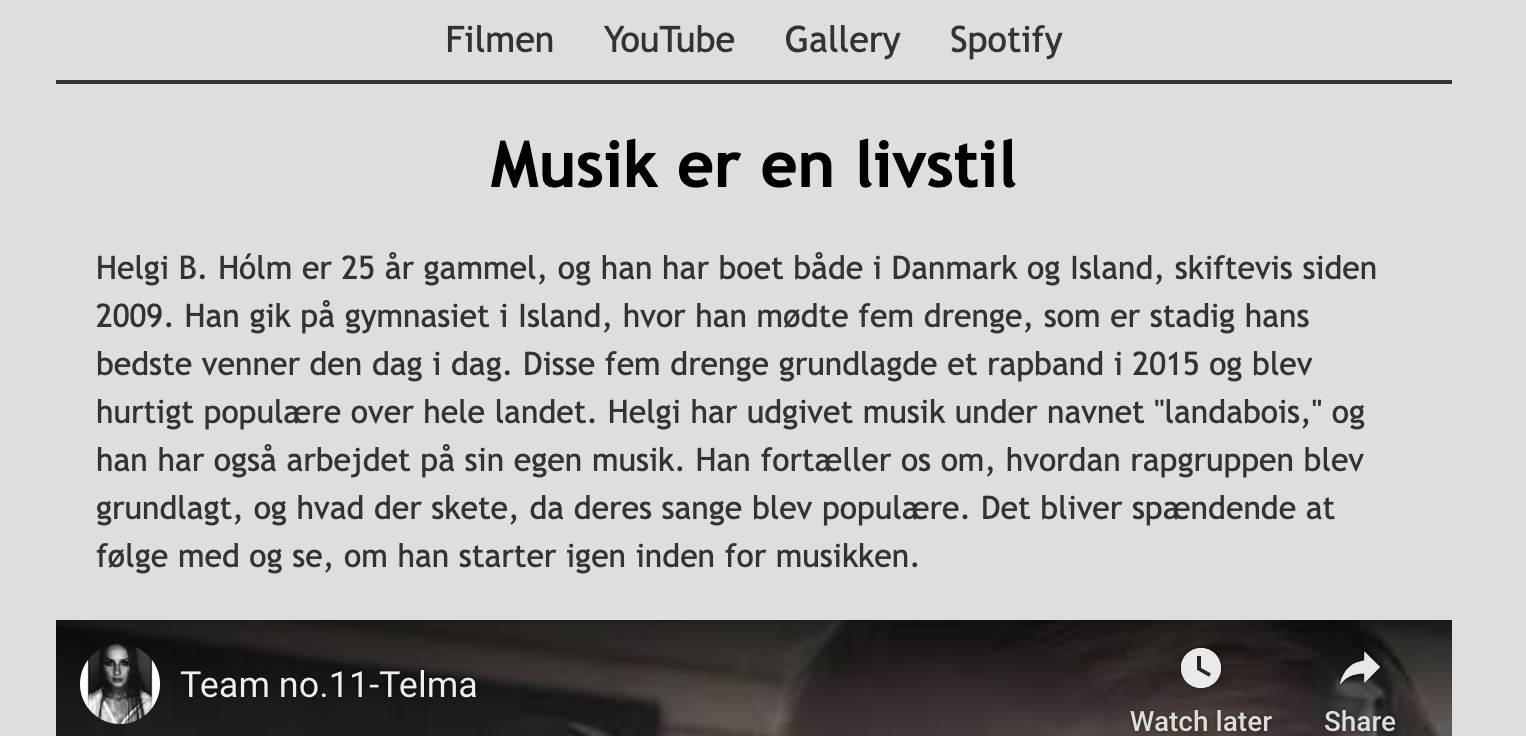 Filmen YouTube Gallery Spotify
Musik er en livstil
Helgi B. Hólm er 25 år gammel, og han har boet både i Danmark og Island, skiftevis siden
2009. Han gik på gymnasiet i Island, hvor han mødte fem drenge, som er stadig hans
bedste venner den dag i dag. Disse fem drenge grundlagde et rapband i 2015 og blev
hurtigt populære over hele landet. Helgi har udgivet musik under navnet "landabois," og
han har også arbejdet på sin egen musik. Han fortæller os om, hvordan rapgruppen blev
grundlagt, og hvad der skete, da deres sange blev populære. Det bliver spændende at
følge med og se, om han starter igen inden for musikken.
Team no.11-Telma
Watch later Share